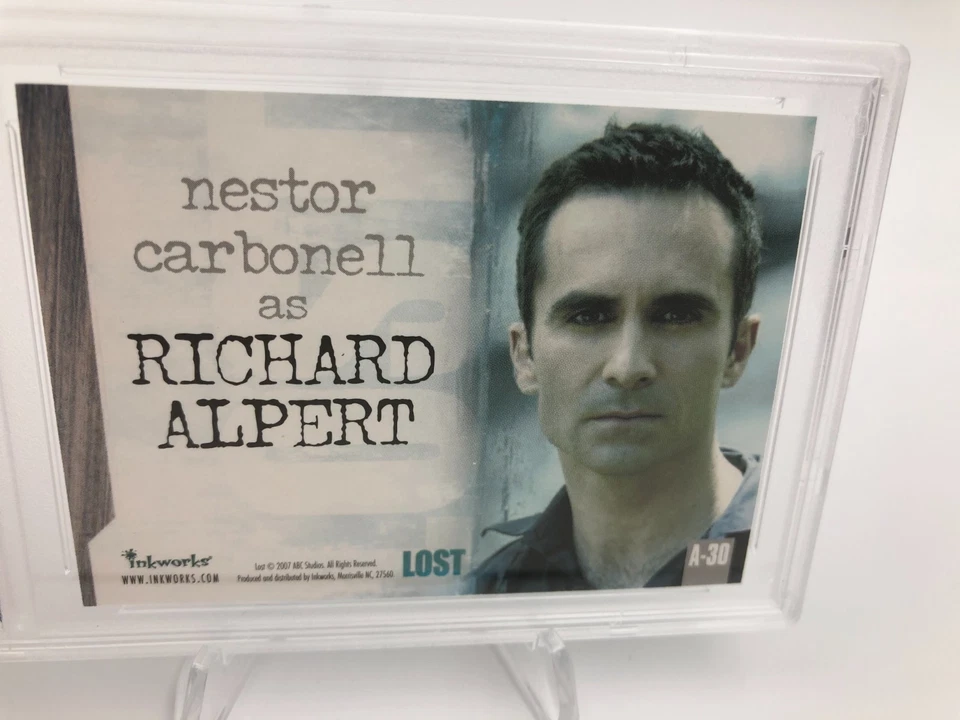 nestor
carbonell
as
RICHARD
ALPERT
inkworks
WWW.INKWORKS.COM
Lost © 2007 ABC Studios. All Rights Reserved.
Produced and distributed by Inkworks, Morrisville NC, 27560.
LOST
A-30